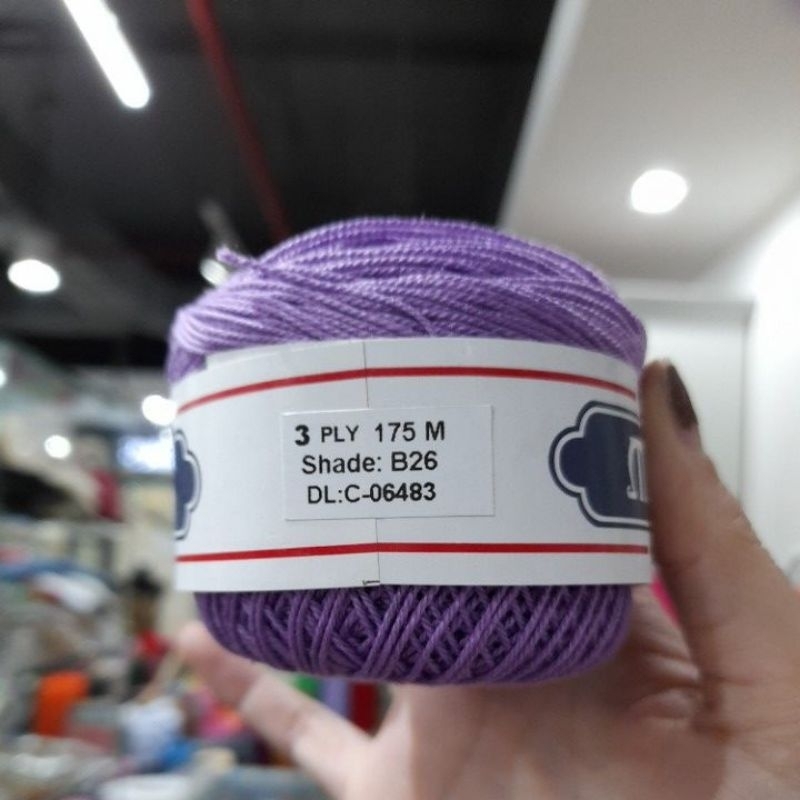 3 PLY 175 M
Shade: B26
DL:C-06483